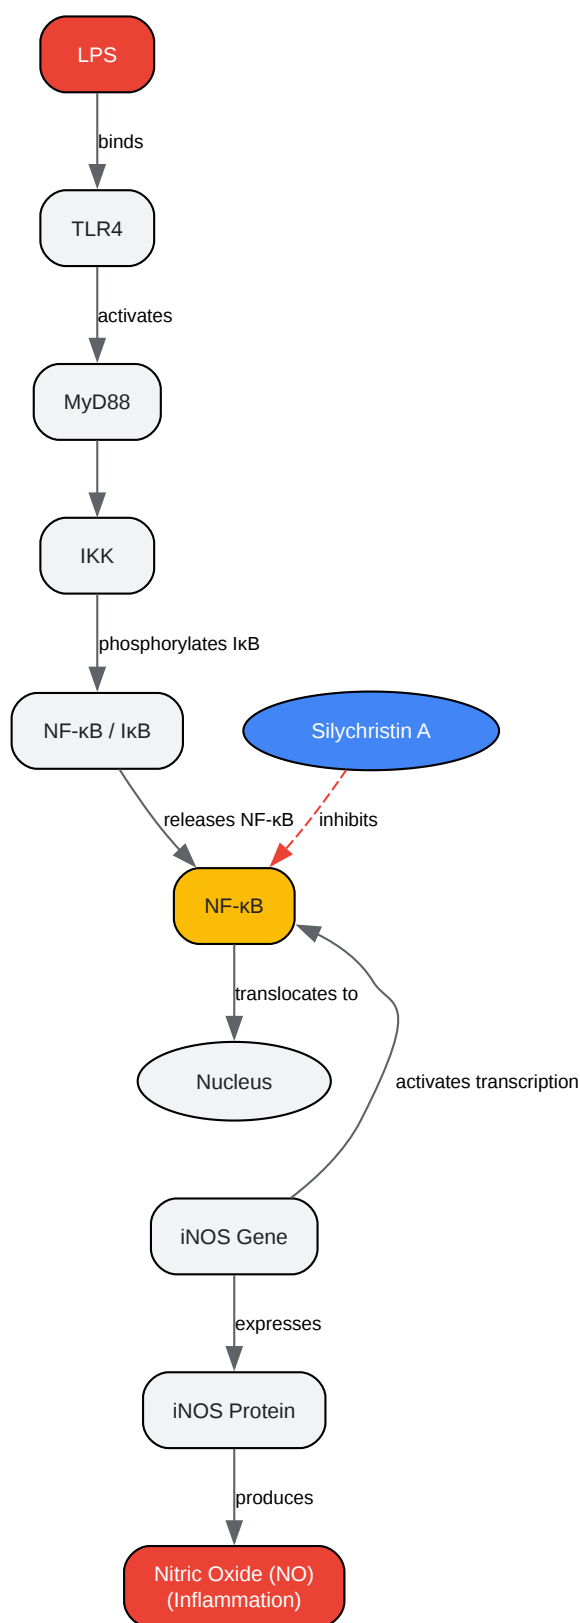 LPS
binds
TLR4
activates
MyD88
IKK
phosphorylates IκB
NF-κB / IκB
Silychristin A
releases NF-κB
inhibits
NF-κB
translocates to
Nucleus
activates transcription
iNOS Gene
expresses
iNOS Protein
produces
Nitric Oxide (NO)
(Inflammation)